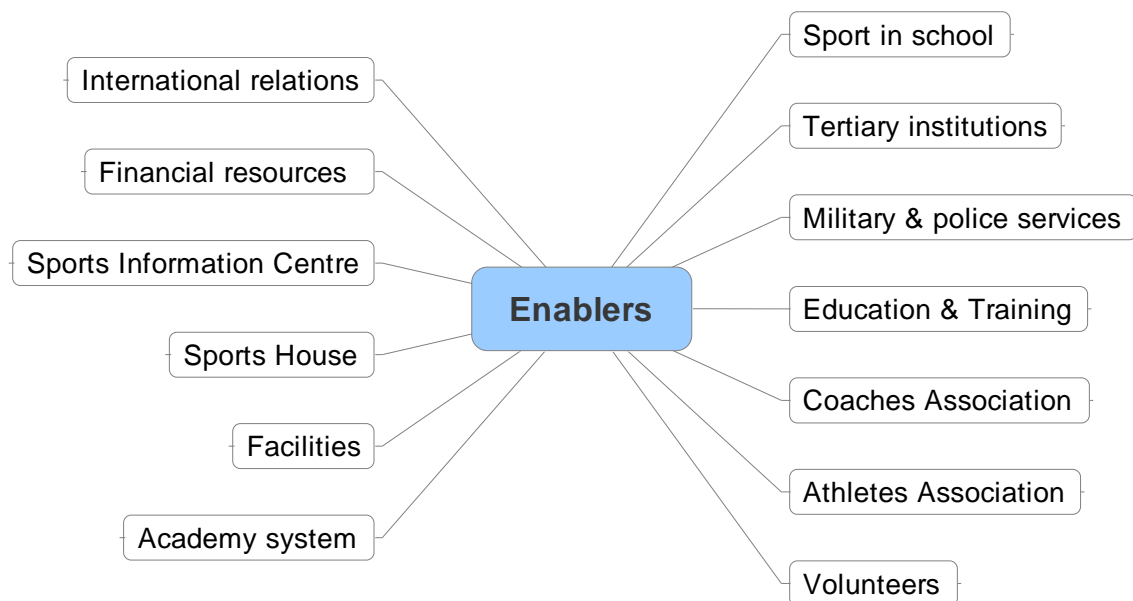 International relations
Financial resources
Sports Information Centre
Sports House
Facilities
Academy system
Enablers
Sport in school
Tertiary institutions
Military & police services
Education & Training
Coaches Association
Athletes Association
Volunteers